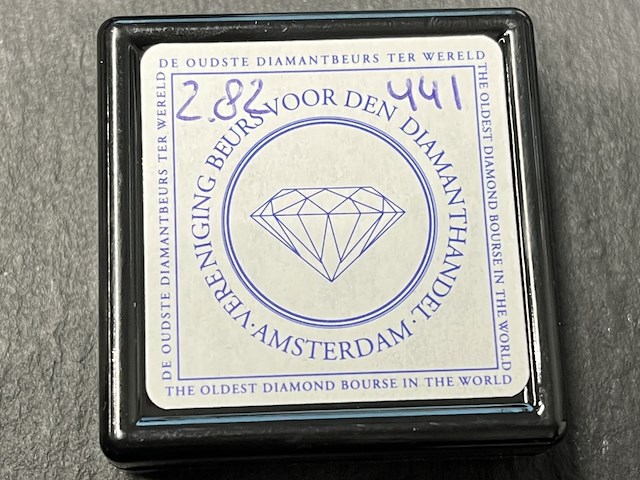 DE OUDSTE DIAMANTBEURS TER WERELD
THE OLDEST DIAMOND BOURSE IN THE WORLD
THE OLDEST DIAMOND BOURSE IN THE WORLD
DE OUDSTE DIAMANTBEURS TER WERELD
2.82
441
VERENIGING BEURS VOOR DEN DIAMANTHANDEL
·AMSTERDAM·